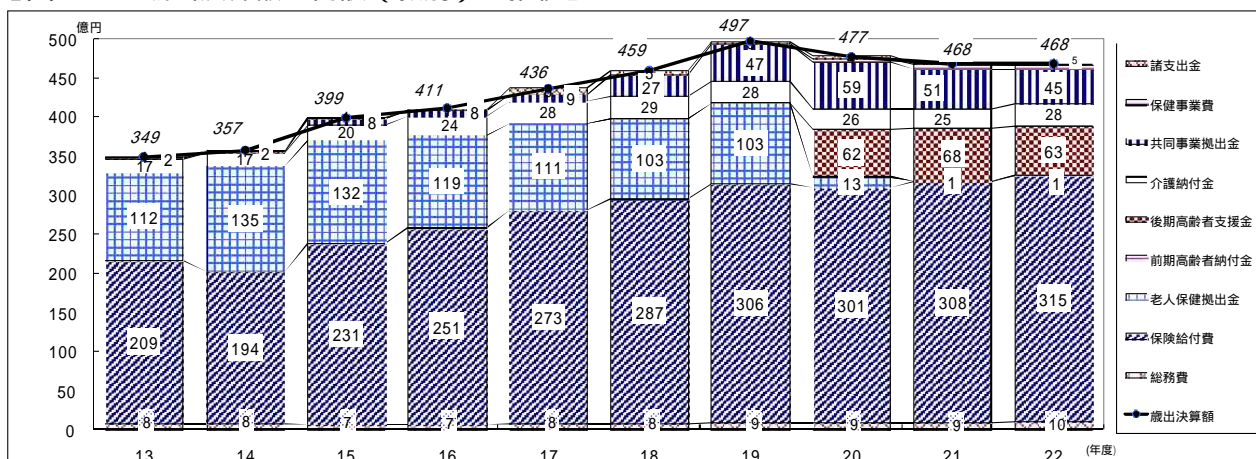 億円
500
450
400
350
300
250
200
150
100
50
0
349 357 399 411 436 459 497 477 468 468
17 2 17 2 20 8 24 8 28 9 29 27 5 28 47 26 59 25 51 28 45 5
112 135 132 119 111 103 103 13 62 1 68 1 63
209 194 231 251 273 287 306 301 308 315
8 8 7 7 8 8 9 9 9 10
13 14 15 16 17 18 19 20 21 22 (年度)
諸支出金
保健事業費
共同事業拠出金
介護納付金
後期高齢者支援金
前期高齢者納付金
老人保健拠出金
保険給付費
総務費
歳出決算額